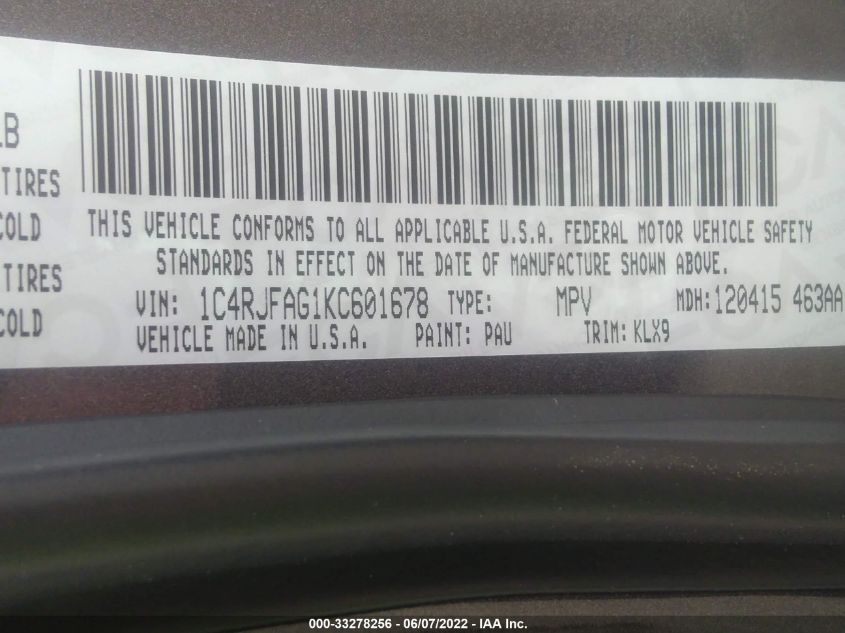 LB
TIRES
COLD
TIRES
COLD
THIS VEHICLE CONFORMS TO ALL APPLICABLE U.S.A. FEDERAL MOTOR VEHICLE SAFETY
STANDARDS IN EFFECT ON THE DATE OF MANUFACTURE SHOWN ABOVE.
VIN: 1C4RJFAG1KC601678 TYPE: MPV MDH:120415 463AA
VEHICLE MADE IN U.S.A. PAINT: PAU TRIM: KLX9
000-33278256 - 06/07/2022 - IAA Inc.